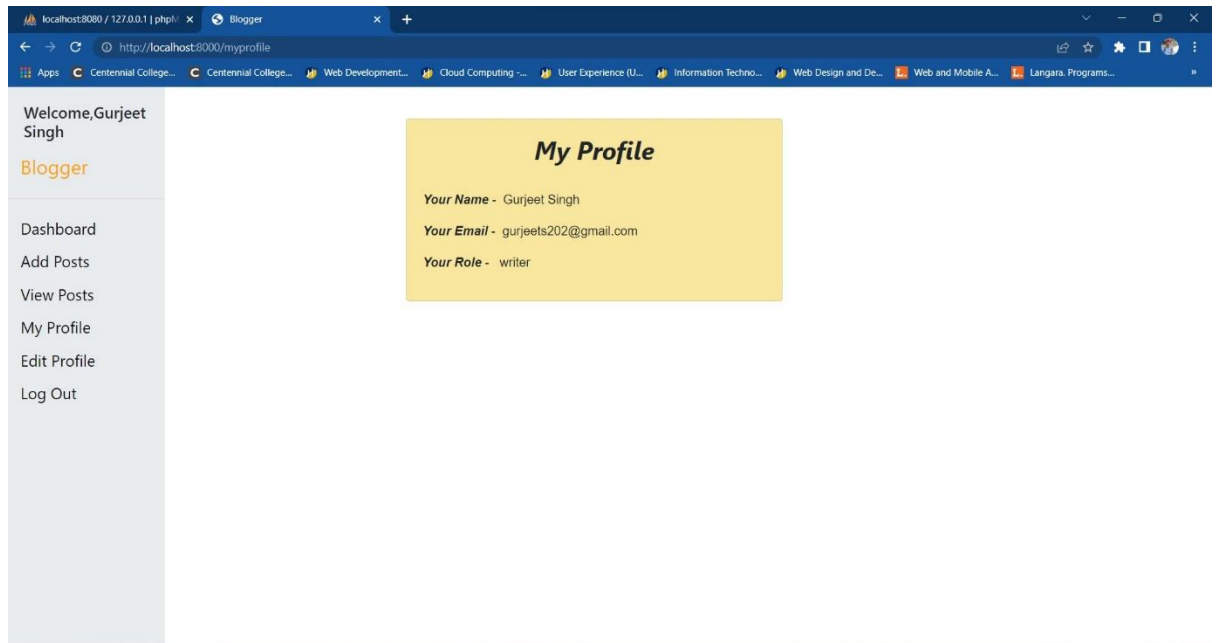 localhost:8080 / 127.0.0.1 | phpM
Blogger
http://localhost:8000/myprofile
Apps
Centennial College...
Centennial College...
Web Development...
Cloud Computing -...
User Experience (U...
Information Techno...
Web Design and De...
Web and Mobile A...
Langara. Programs...
Welcome,Gurjeet
Singh
Blogger
Dashboard
Add Posts
View Posts
My Profile
Edit Profile
Log Out
My Profile
Your Name - Gurjeet Singh
Your Email - gurjeets202@gmail.com
Your Role - writer